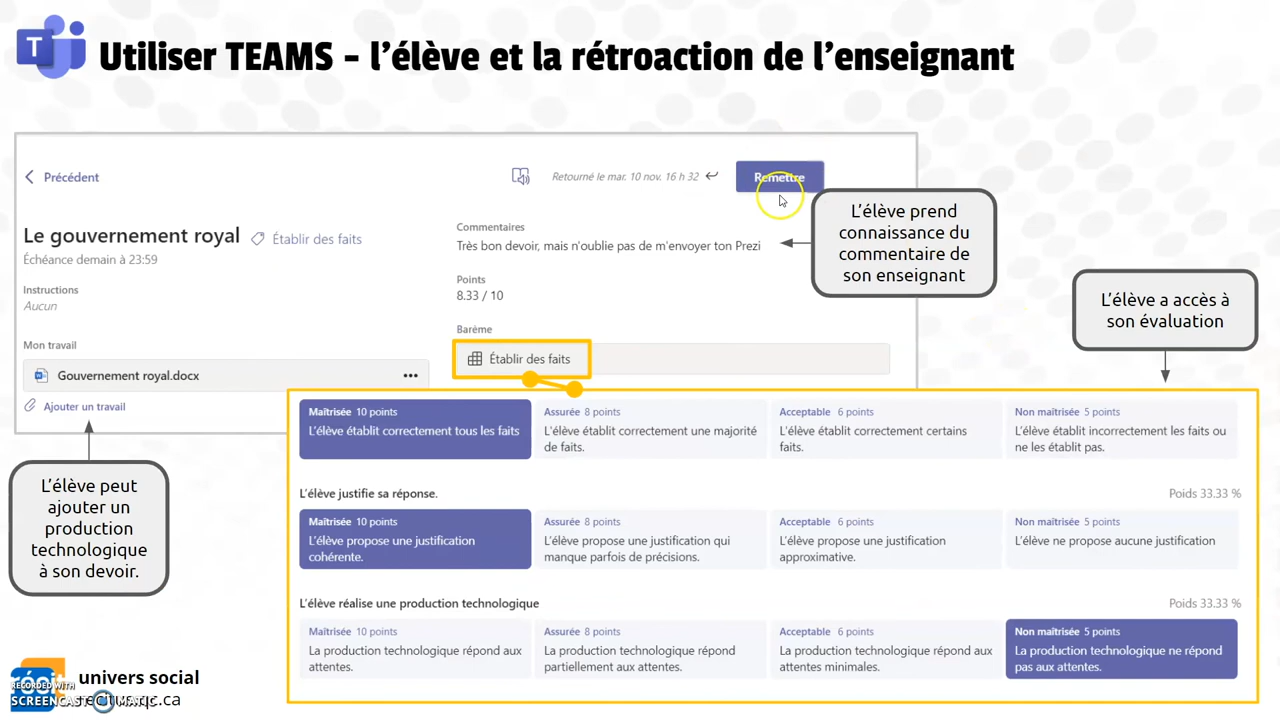 Utiliser TEAMS – l'élève et la rétroaction de l'enseignant
Précédent
Retourné le mar. 10 nov. 16 h 32
Remettre
Le gouvernement royal
Établir des faits
Échéance demain à 23:59
Instructions
Aucun
Mon travail
Gouvernement royal.docx
Ajouter un travail
Commentaires
Très bon devoir, mais n'oublie pas de m'envoyer ton Prezi
Points
8.33 / 10
Barème
Établir des faits
L'élève prend
connaissance du
commentaire de
son enseignant
L'élève a accès à
son évaluation
L'élève peut
ajouter un
production
technologique
à son devoir.
Maîtrisée 10 points
L'élève établit correctement tous les faits
Assurée 8 points
L'élève établit correctement une majorité
de faits.
Acceptable 6 points
L'élève établit correctement certains
faits.
Non maîtrisée 5 points
L'élève établit incorrectement les faits ou
ne les établit pas.
L'élève justifie sa réponse.
Poids 33.33 %
Maîtrisée 10 points
L'élève propose une justification
cohérente.
Assurée 8 points
L'élève propose une justification qui
manque parfois de précisions.
Acceptable 6 points
L'élève propose une justification
approximative.
Non maîtrisée 5 points
L'élève ne propose aucune justification
L'élève réalise une production technologique
Poids 33.33 %
Maîtrisée 10 points
La production technologique répond aux
attentes.
Assurée 8 points
La production technologique répond
partiellement aux attentes.
Acceptable 6 points
La production technologique répond aux
attentes minimales.
Non maîtrisée 5 points
La production technologique ne répond
pas aux attentes.
univers social
RECORDED WITH